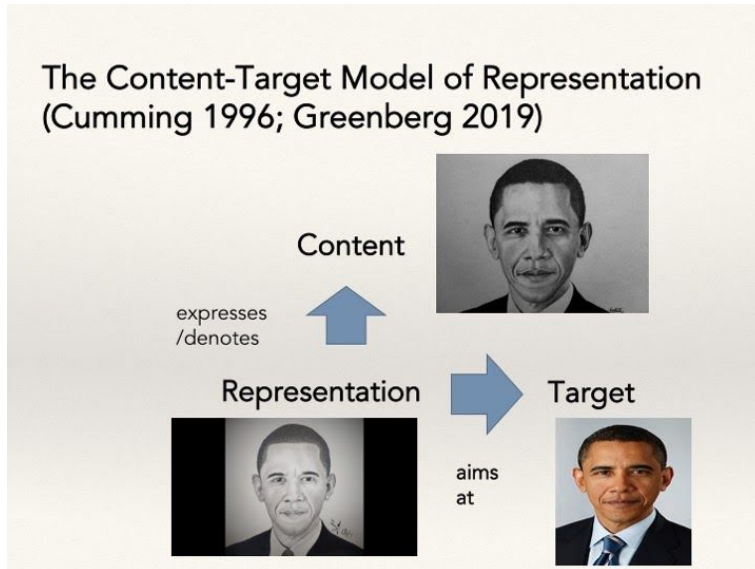 The Content-Target Model of Representation
(Cumming 1996; Greenberg 2019)
Content
expresses
/denotes
Representation
Target
aims
at